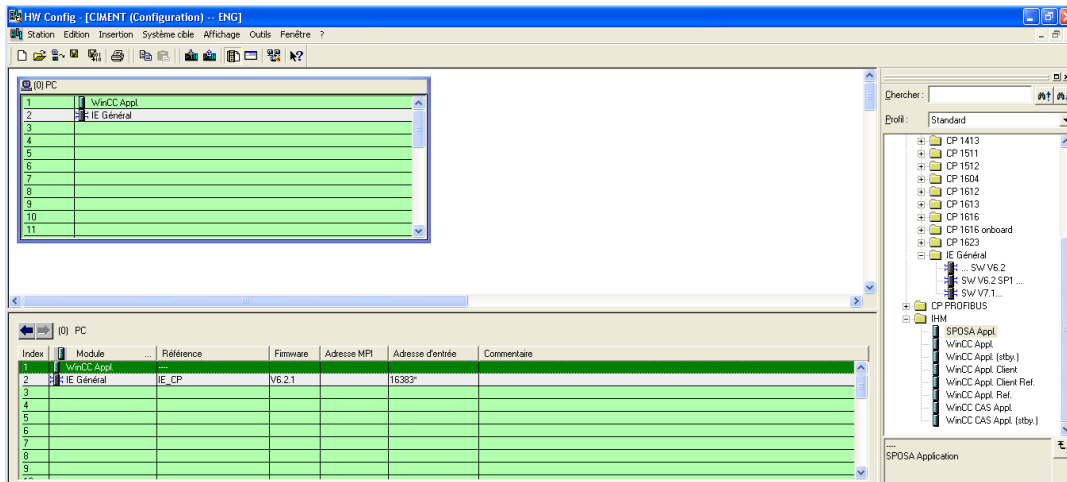 HW Config - [CIMENT (Configuration) -- ENG]
Station Edition Insertion Système cible Affichage Outils Fenêtre ?
(0) PC
1 WinCC Appl.
2 IE Général
3
4
5
6
7
8
9
10
11
Chercher :
Profil : Standard
CP 1413
CP 1511
CP 1512
CP 1604
CP 1612
CP 1613
CP 1616
CP 1616 onboard
CP 1623
IE Général
... SW V6.2
SW V6.2 SP1 ...
SW V7.1...
CP PROFIBUS
IHM
SPOSA Appl.
WinCC Appl.
WinCC Appl. (stby.)
WinCC Appl. Client
WinCC Appl. Client Ref.
WinCC Appl. Ref.
WinCC CAS Appl.
WinCC CAS Appl. (stby.)
----
SPOSA Application
(0) PC
Index Module ... Référence Firmware Adresse MPI Adresse d'entrée Commentaire
1 WinCC Appl. ----
2 IE Général IE_CP V6.2.1 16383*
3
4
5
6
7
8
9